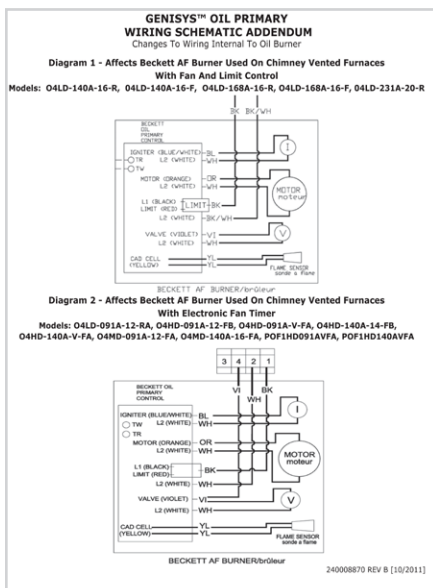 GENISYS™ OIL PRIMARY
WIRING SCHEMATIC ADDENDUM
Changes To Wiring Internal To Oil Burner
Diagram 1 - Affects Beckett AF Burner Used On Chimney Vented Furnaces
With Fan And Limit Control
Models: O4LD-140A-16-R, O4LD-140A-16-F, O4LD-168A-16-R, O4LD-168A-16-F, 04LD-231A-20-R
BK BK/WH
BECKETT
OIL
PRIMARY
CONTROL
IGNITER (BLUE/WHITE) BL
TR L2 (WHITE) WH
I
TW
MOTOR (ORANGE) OR
L2 (WHITE) WH
MOTOR
moteur
L1 (BLACK)
LIMIT (RED) LIMIT BK
L2 (WHITE) BK/WH
VALVE (VIOLET) VI
L2 (WHITE) WH
V
CAD CELL YL
(YELLOW) YL
FLAME SENSOR
sonde a flame
BECKETT AF BURNER/brûleur
Diagram 2 - Affects Beckett AF Burner Used On Chimney Vented Furnaces
With Electronic Fan Timer
Models: O4LD-091A-12-RA, O4HD-091A-12-FB, O4HD-091A-V-FA, O4HD-140A-14-FB,
O4HD-140A-V-FA, O4MD-091A-12-FA, O4MD-140A-16-FA, POF1HD091AVFA, POF1HD140AVFA
3 4 2 1
VI WH BK
BECKETT OIL
PRIMARY
CONTROL
IGNITER (BLUE/WHITE) BL
TW L2 (WHITE) WH
I
TR
MOTOR (ORANGE) OR
L2 (WHITE) WH
MOTOR
moteur
L1 (BLACK)
LIMIT (RED) BK
L2 (WHITE) WH
VALVE (VIOLET) VI
L2 (WHITE) WH
V
CAD CELL YL
(YELLOW) YL
FLAME SENSOR
sonde a flame
BECKETT AF BURNER/brûleur
240008870 REV B [10/2011]